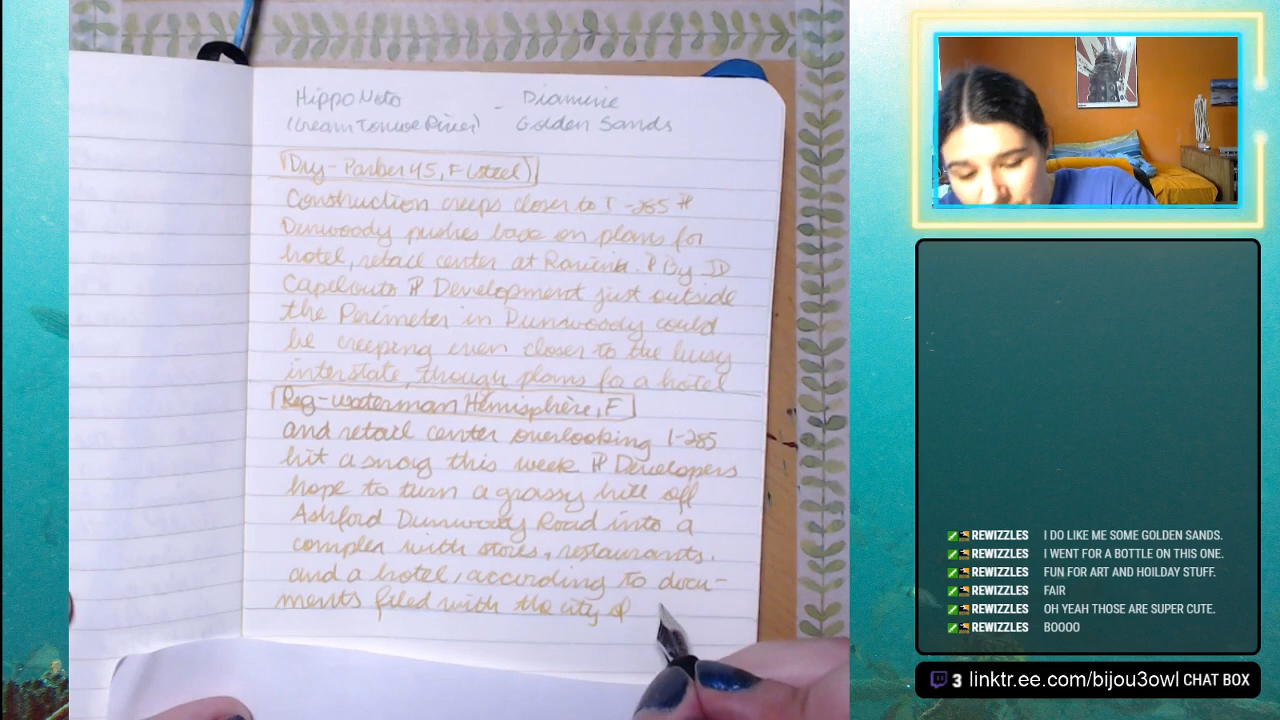 Hippo Noto
(Cream Tomoe River)
- Diamine
Golden Sands
Dry-Parker 45, F (steel)
Construction creeps closer to I-285 ¶
Dunwoody pushes back on plans for
hotel, retail center at Ravinia. ¶ By JD
Capelouto ¶ Development just outside
the Perimeter in Dunwoody could
be creeping even closer to the busy
interstate, though plans for a hotel
Reg-Waterman Hémisphère, F
and retail center overlooking I-285
hit a snag this week ¶ Developers
hope to turn a grassy hill off
Ashford Dunwoody Road into a
complex with stores, restaurants.
and a hotel, according to docu-
ments filed with the city of
REWIZZLES I DO LIKE ME SOME GOLDEN SANDS.
REWIZZLES I WENT FOR A BOTTLE ON THIS ONE.
REWIZZLES FUN FOR ART AND HOILDAY STUFF.
REWIZZLES FAIR
REWIZZLES OH YEAH THOSE ARE SUPER CUTE.
REWIZZLES BOOOO
3 linktr.ee.com/bijou3owl CHAT BOX